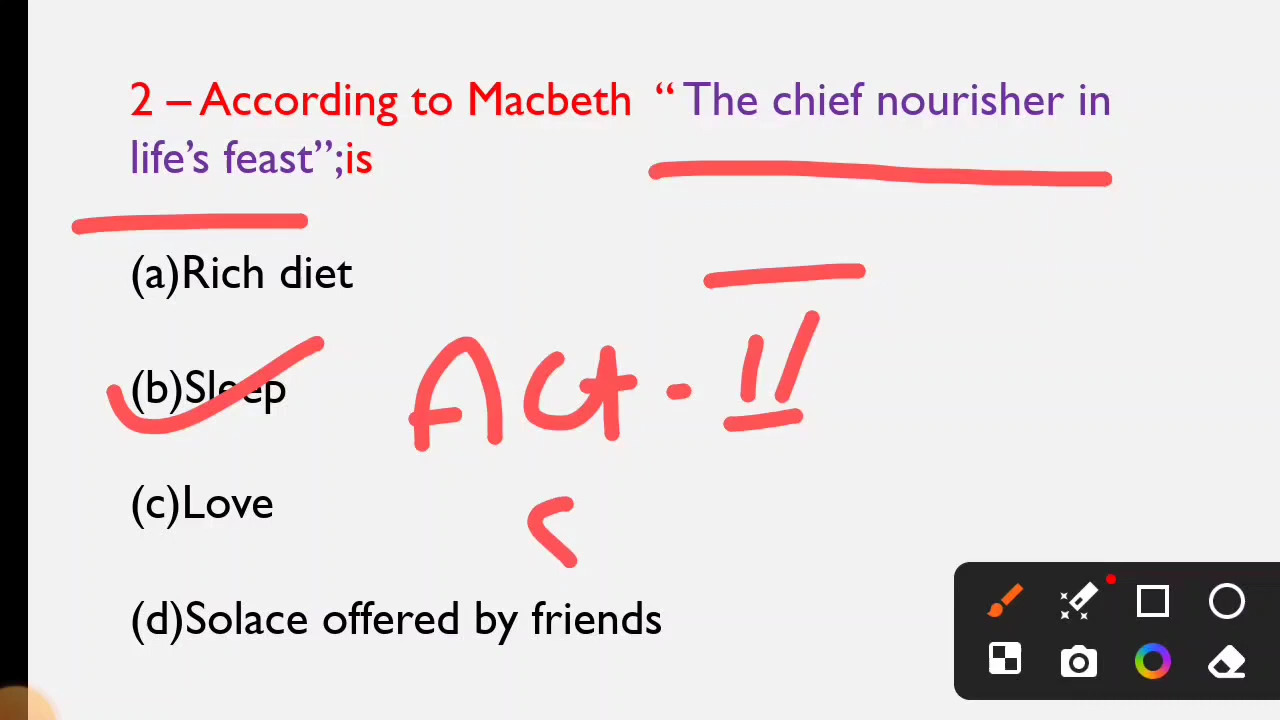 2 – According to Macbeth “ The chief nourisher in
life’s feast”;is
(a)Rich diet
(b)Sleep
Act - II
(c)Love
(d)Solace offered by friends